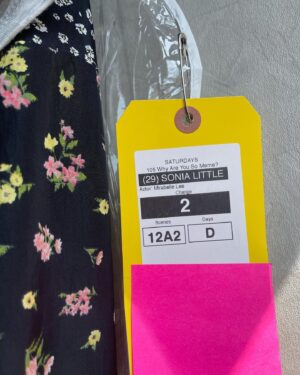 SATURDAYS
105 Why Are You So Meme?
(29) SONIA LITTLE
Actor: Mirabelle Lee
Change
2
Scenes Days
12A2 D